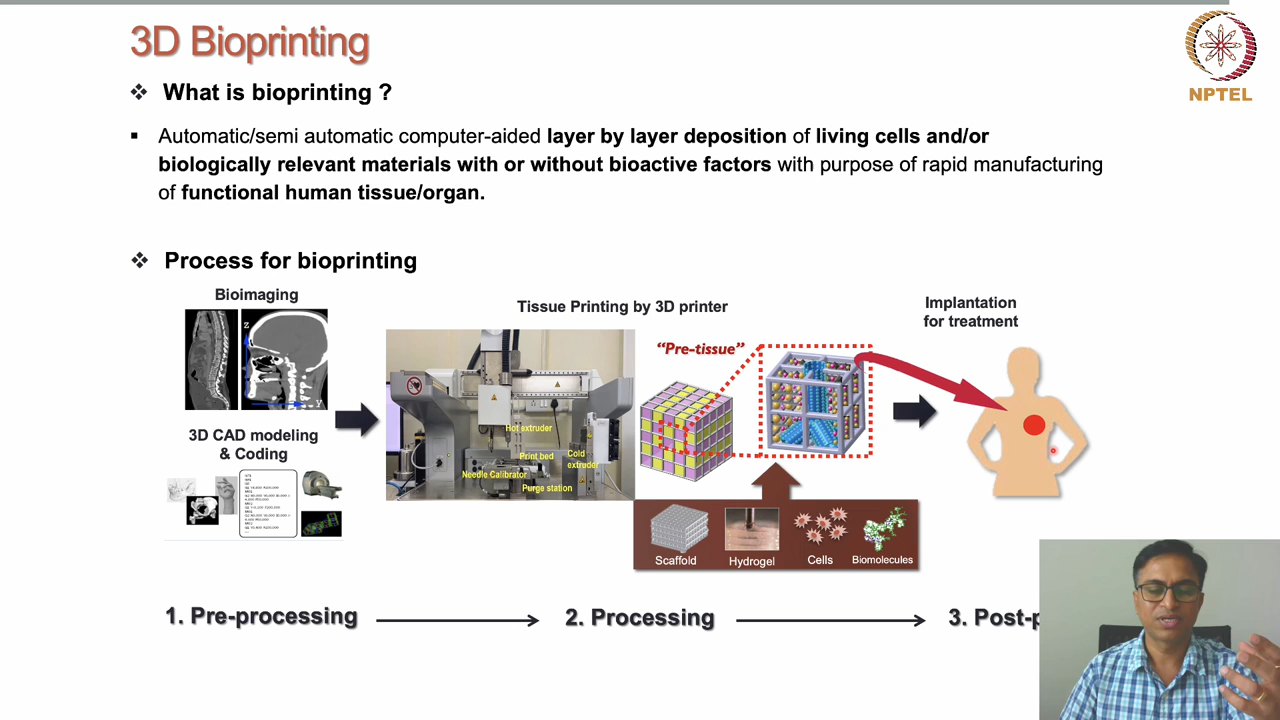 3D Bioprinting
NPTEL
❖ What is bioprinting ?
▪ Automatic/semi automatic computer-aided layer by layer deposition of living cells and/or
biologically relevant materials with or without bioactive factors with purpose of rapid manufacturing
of functional human tissue/organ.
❖ Process for bioprinting
Bioimaging
Z
Y
3D CAD modeling
& Coding
Tissue Printing by 3D printer
Hot extruder
Print bed
Cold
extruder
Needle Calibrator
Purge station
"Pre-tissue"
Scaffold
Hydrogel
Cells
Biomolecules
Implantation
for treatment
1. Pre-processing
2. Processing
3. Post-p